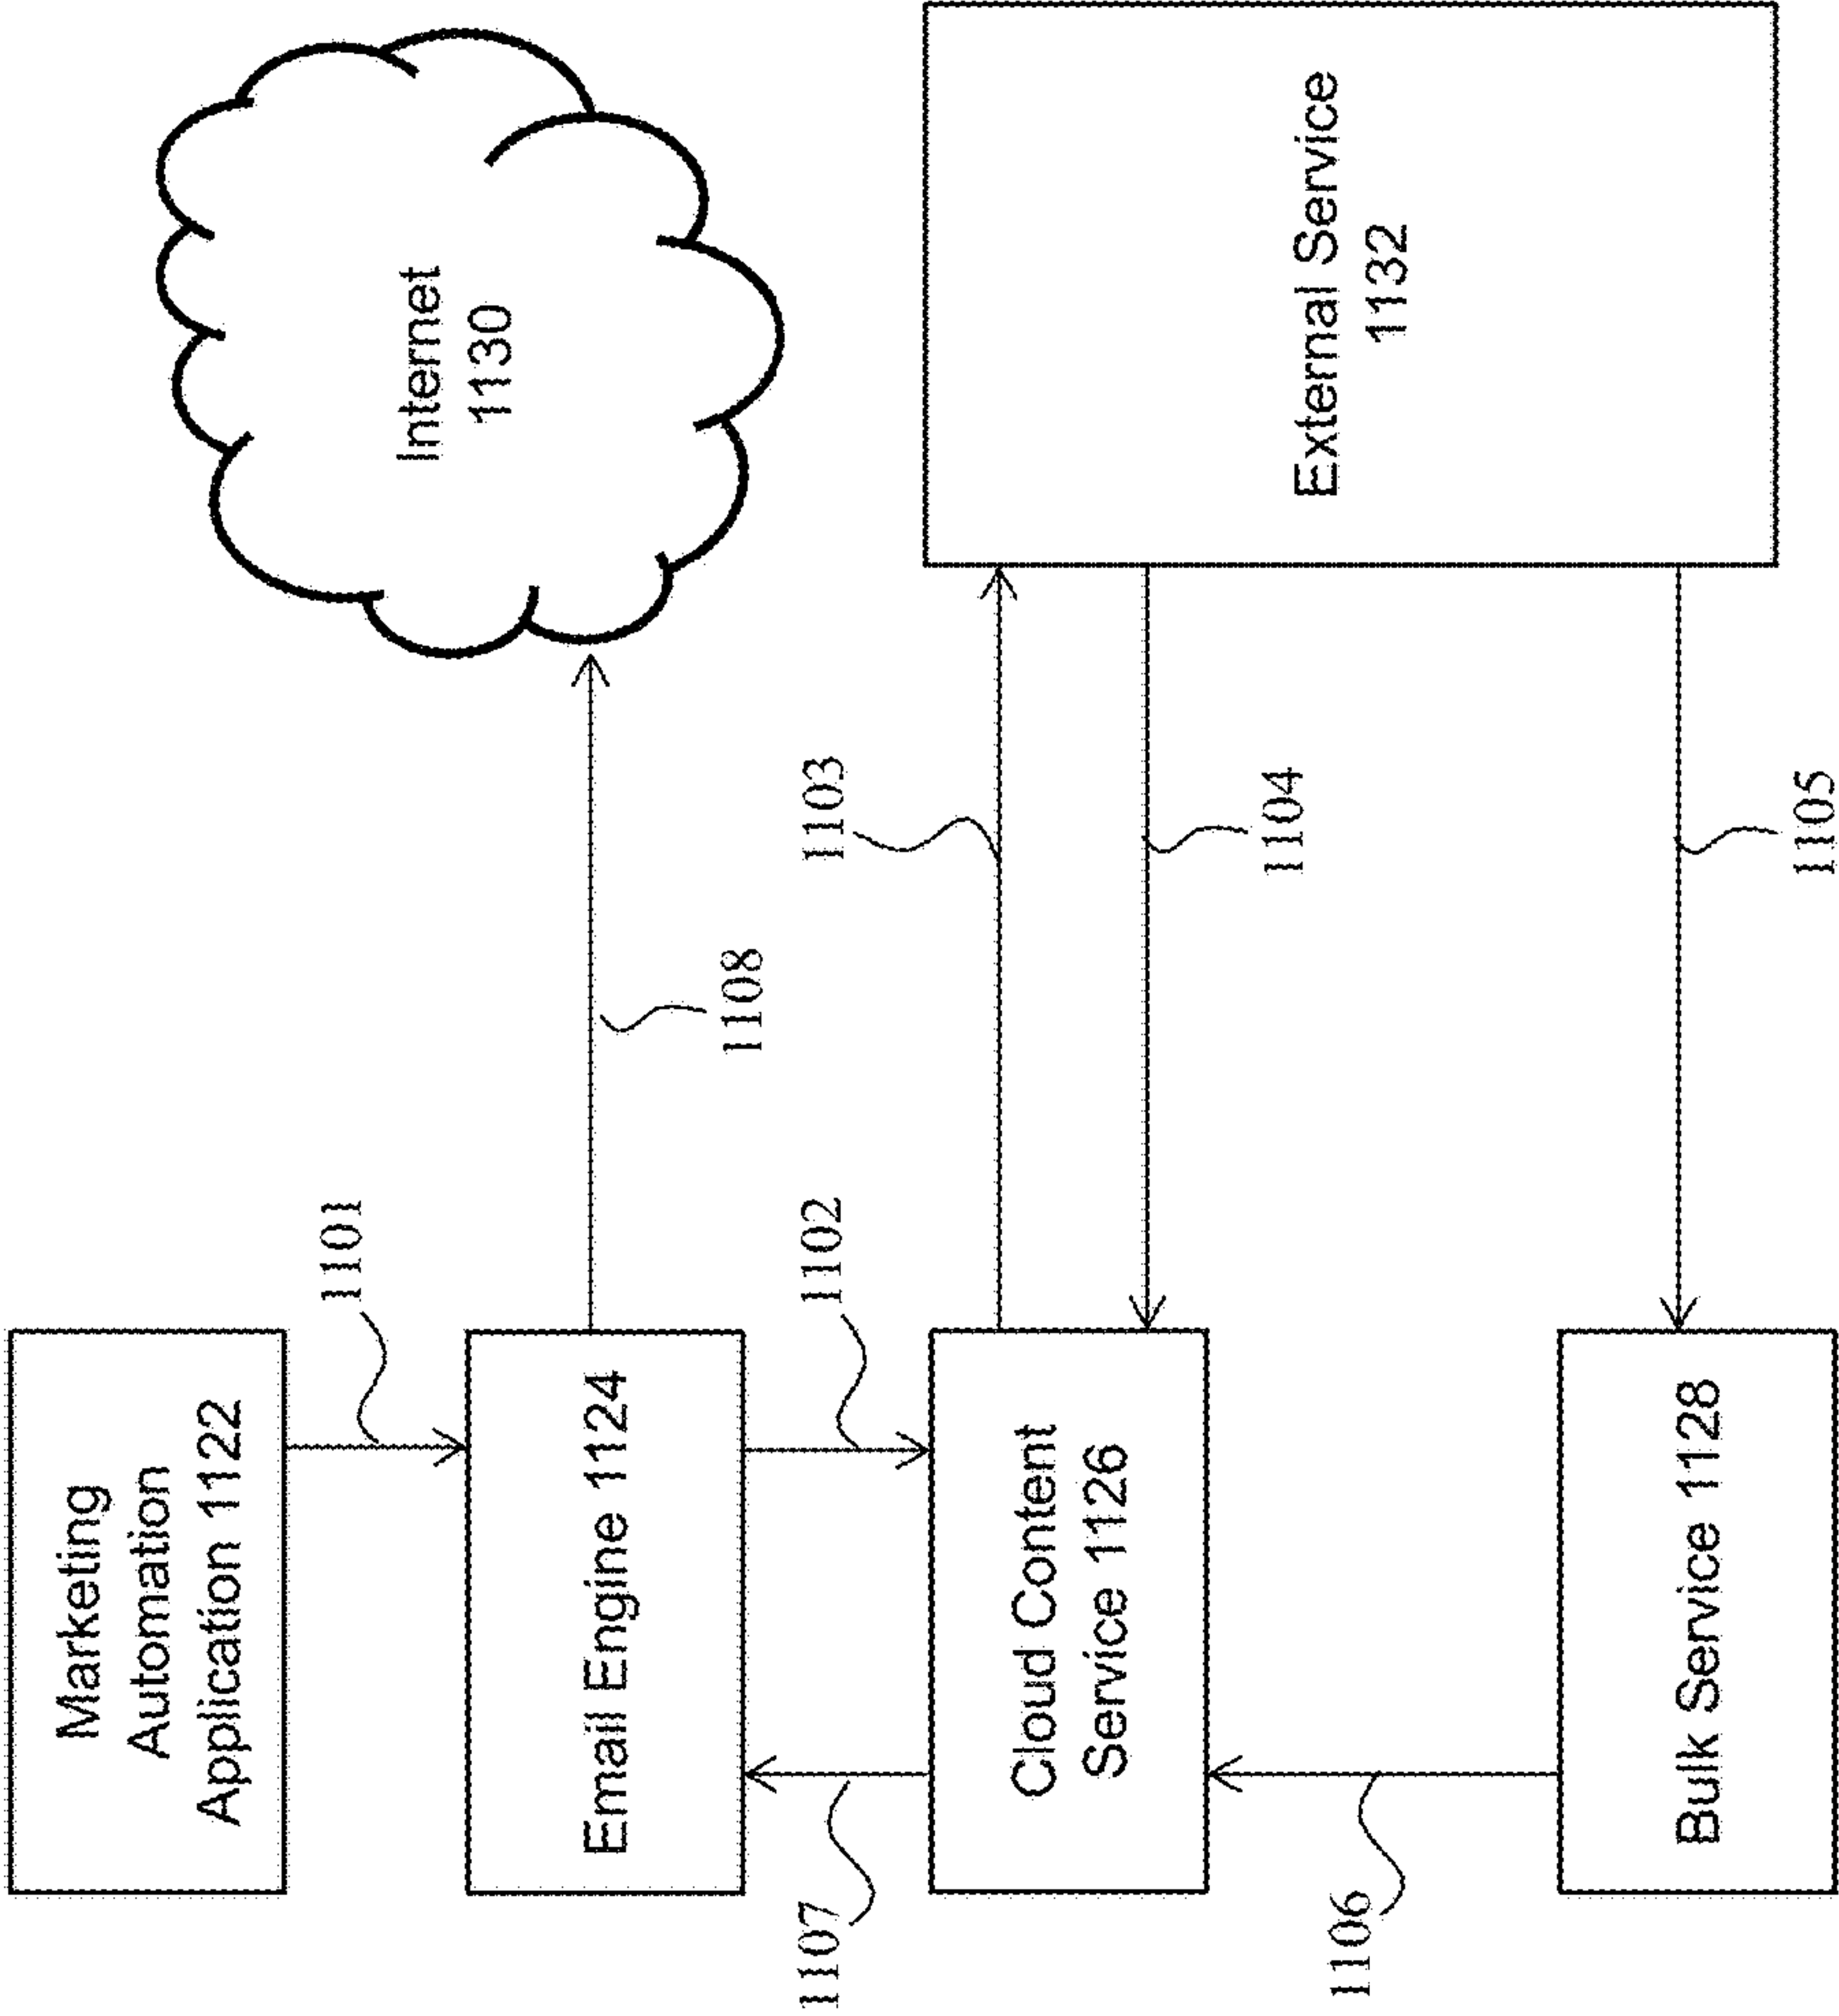 Marketing
Automation
Application 1122
1101
Email Engine 1124
1108
Internet
1130
1102
1107
Cloud Content
Service 1126
1103
1104
External Service
1132
1106
Bulk Service 1128
1105